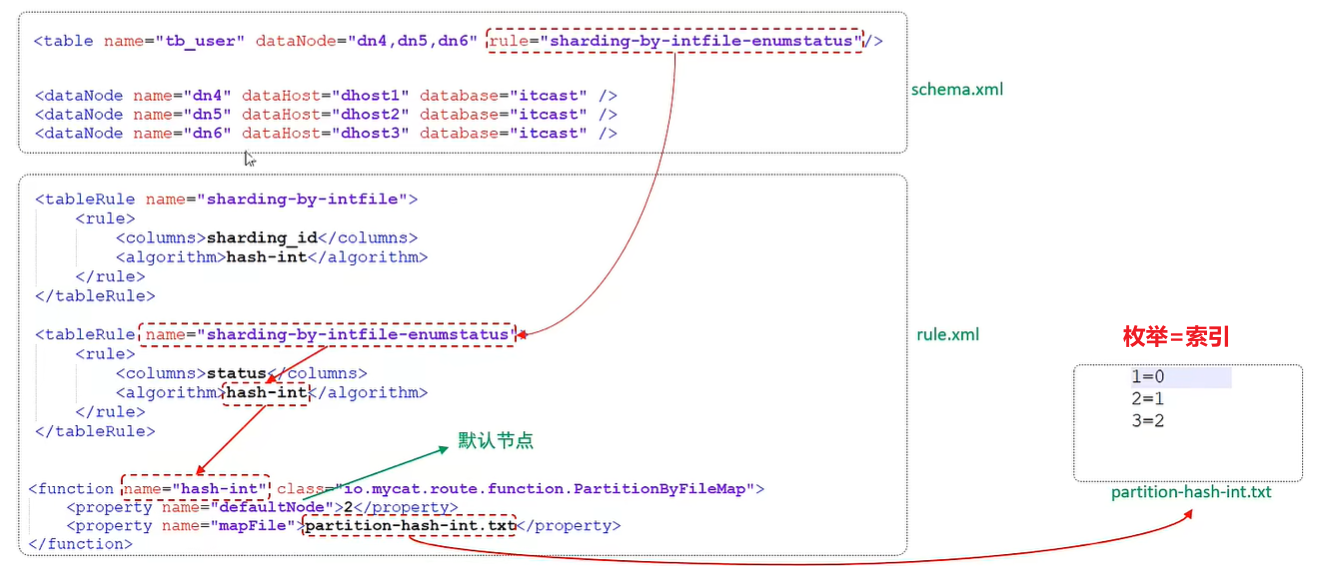 <table name="tb_user" dataNode="dn4,dn5,dn6" rule="sharding-by-intfile-enumstatus"/>
<dataNode name="dn4" dataHost="dhost1" database="itcast" />
<dataNode name="dn5" dataHost="dhost2" database="itcast" />
<dataNode name="dn6" dataHost="dhost3" database="itcast" />
schema.xml
<tableRule name="sharding-by-intfile">
<rule>
<columns>sharding_id</columns>
<algorithm>hash-int</algorithm>
</rule>
</tableRule>
<tableRule name="sharding-by-intfile-enumstatus">
<rule>
<columns>status</columns>
<algorithm>hash-int</algorithm>
</rule>
</tableRule>
rule.xml
默认节点
<function name="hash-int" class="io.mycat.route.function.PartitionByFileMap">
<property name="defaultNode">2</property>
<property name="mapFile">partition-hash-int.txt</property>
</function>
枚举=索引
1=0
2=1
3=2
partition-hash-int.txt